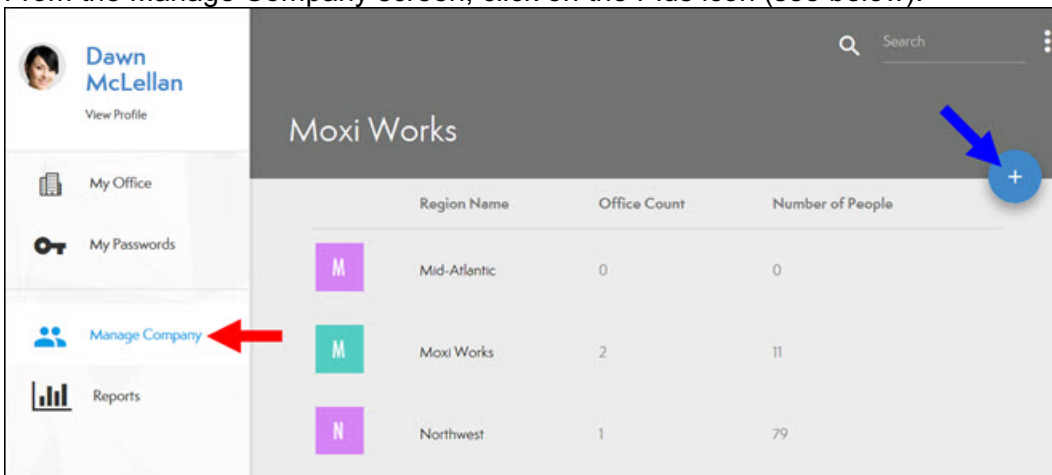 From the Manage Company screen, click on the Plus icon (see below):
Dawn
McLellan
View Profile
Search
Moxi Works
+
My Office
My Passwords
Manage Company
Reports
Region Name Office Count Number of People
M Mid-Atlantic 0 0
M Moxi Works 2 11
N Northwest 1 79